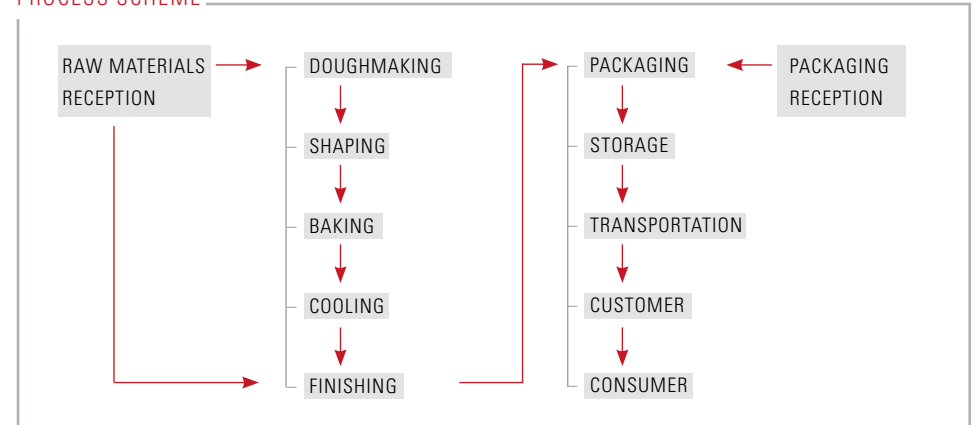 PROCESS SCHEME
RAW MATERIALS
RECEPTION
DOUGHMAKING
SHAPING
BAKING
COOLING
FINISHING
PACKAGING
STORAGE
TRANSPORTATION
CUSTOMER
CONSUMER
PACKAGING
RECEPTION